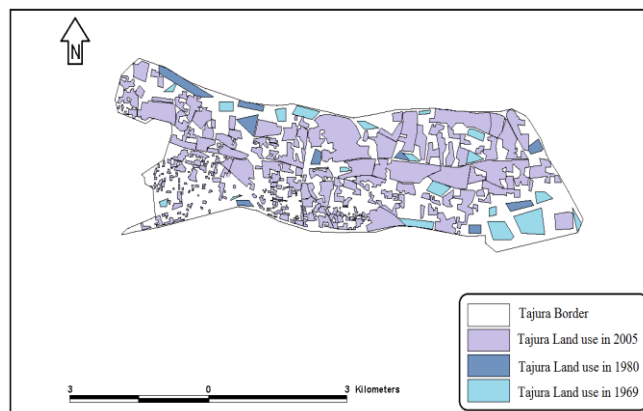 N
Tajura Border
Tajura Land use in 2005
Tajura Land use in 1980
Tajura Land use in 1969
3 0 3 Kilometers